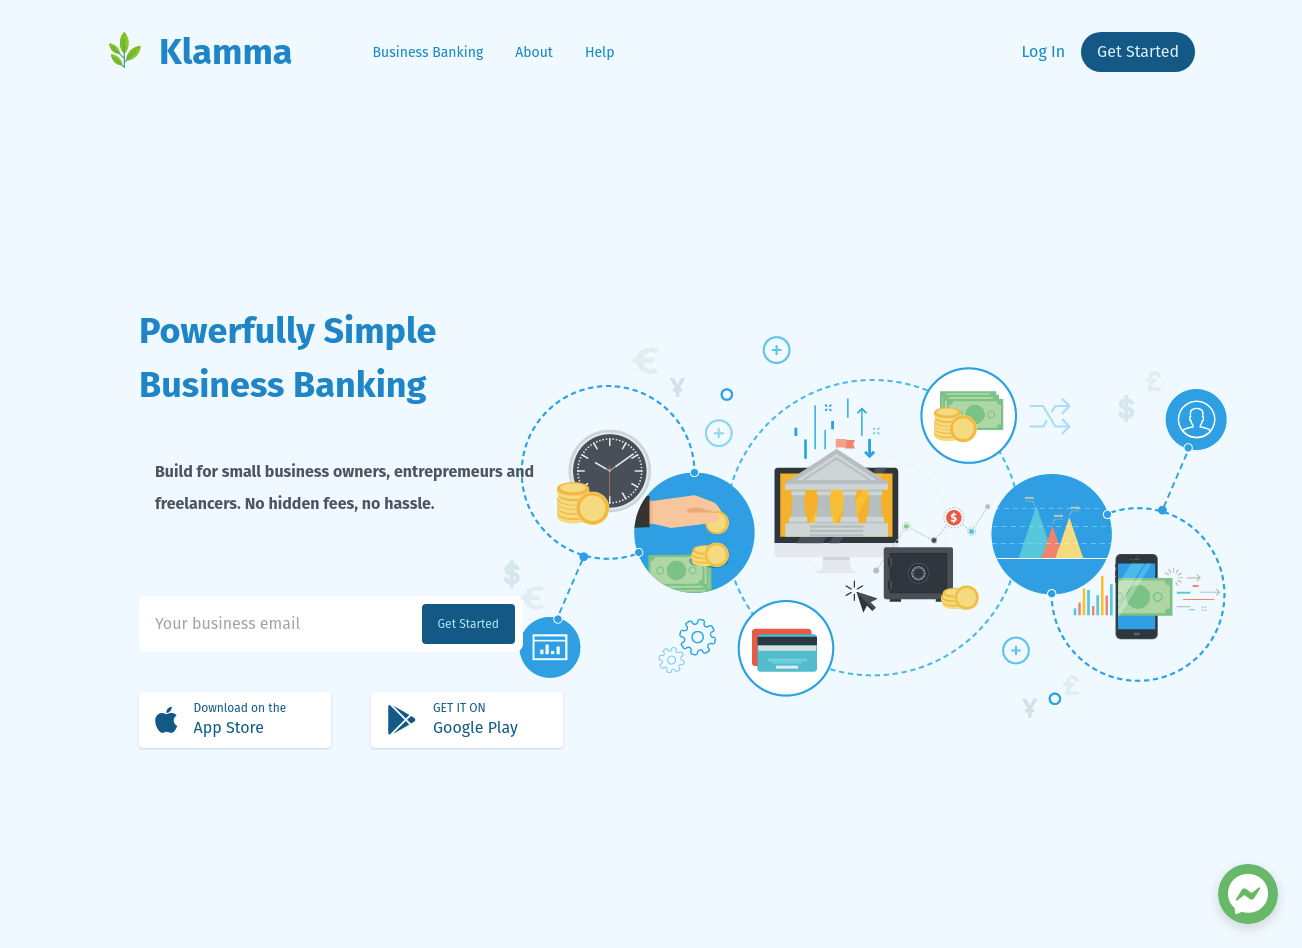 Klamma
Business Banking
About
Help
Log In
Get Started
Powerfully Simple
Business Banking
Build for small business owners, entrepreneurs and
freelancers. No hidden fees, no hassle.
Your business email
Get Started
Download on the
App Store
GET IT ON
Google Play
€
¥
+
+
£
$
$
$
€
+
£
¥